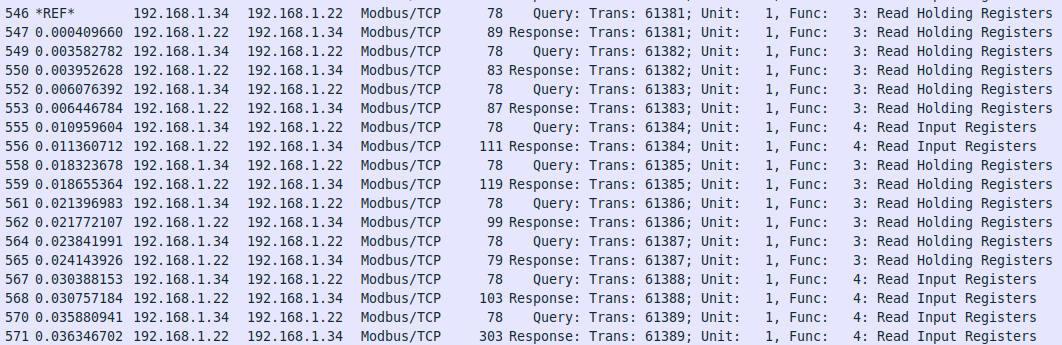 546 *REF* 192.168.1.34 192.168.1.22 Modbus/TCP 78 Query: Trans: 61381; Unit: 1, Func: 3: Read Holding Registers
547 0.000409660 192.168.1.22 192.168.1.34 Modbus/TCP 89 Response: Trans: 61381; Unit: 1, Func: 3: Read Holding Registers
549 0.003582782 192.168.1.34 192.168.1.22 Modbus/TCP 78 Query: Trans: 61382; Unit: 1, Func: 3: Read Holding Registers
550 0.003952628 192.168.1.22 192.168.1.34 Modbus/TCP 83 Response: Trans: 61382; Unit: 1, Func: 3: Read Holding Registers
552 0.006076392 192.168.1.34 192.168.1.22 Modbus/TCP 78 Query: Trans: 61383; Unit: 1, Func: 3: Read Holding Registers
553 0.006446784 192.168.1.22 192.168.1.34 Modbus/TCP 87 Response: Trans: 61383; Unit: 1, Func: 3: Read Holding Registers
555 0.010959604 192.168.1.34 192.168.1.22 Modbus/TCP 78 Query: Trans: 61384; Unit: 1, Func: 4: Read Input Registers
556 0.011360712 192.168.1.22 192.168.1.34 Modbus/TCP 111 Response: Trans: 61384; Unit: 1, Func: 4: Read Input Registers
558 0.018323678 192.168.1.34 192.168.1.22 Modbus/TCP 78 Query: Trans: 61385; Unit: 1, Func: 3: Read Holding Registers
559 0.018655364 192.168.1.22 192.168.1.34 Modbus/TCP 119 Response: Trans: 61385; Unit: 1, Func: 3: Read Holding Registers
561 0.021396983 192.168.1.34 192.168.1.22 Modbus/TCP 78 Query: Trans: 61386; Unit: 1, Func: 3: Read Holding Registers
562 0.021772107 192.168.1.22 192.168.1.34 Modbus/TCP 99 Response: Trans: 61386; Unit: 1, Func: 3: Read Holding Registers
564 0.023841991 192.168.1.34 192.168.1.22 Modbus/TCP 78 Query: Trans: 61387; Unit: 1, Func: 3: Read Holding Registers
565 0.024143926 192.168.1.22 192.168.1.34 Modbus/TCP 79 Response: Trans: 61387; Unit: 1, Func: 3: Read Holding Registers
567 0.030388153 192.168.1.34 192.168.1.22 Modbus/TCP 78 Query: Trans: 61388; Unit: 1, Func: 4: Read Input Registers
568 0.030757184 192.168.1.22 192.168.1.34 Modbus/TCP 103 Response: Trans: 61388; Unit: 1, Func: 4: Read Input Registers
570 0.035880941 192.168.1.34 192.168.1.22 Modbus/TCP 78 Query: Trans: 61389; Unit: 1, Func: 4: Read Input Registers
571 0.036346702 192.168.1.22 192.168.1.34 Modbus/TCP 303 Response: Trans: 61389; Unit: 1, Func: 4: Read Input Registers